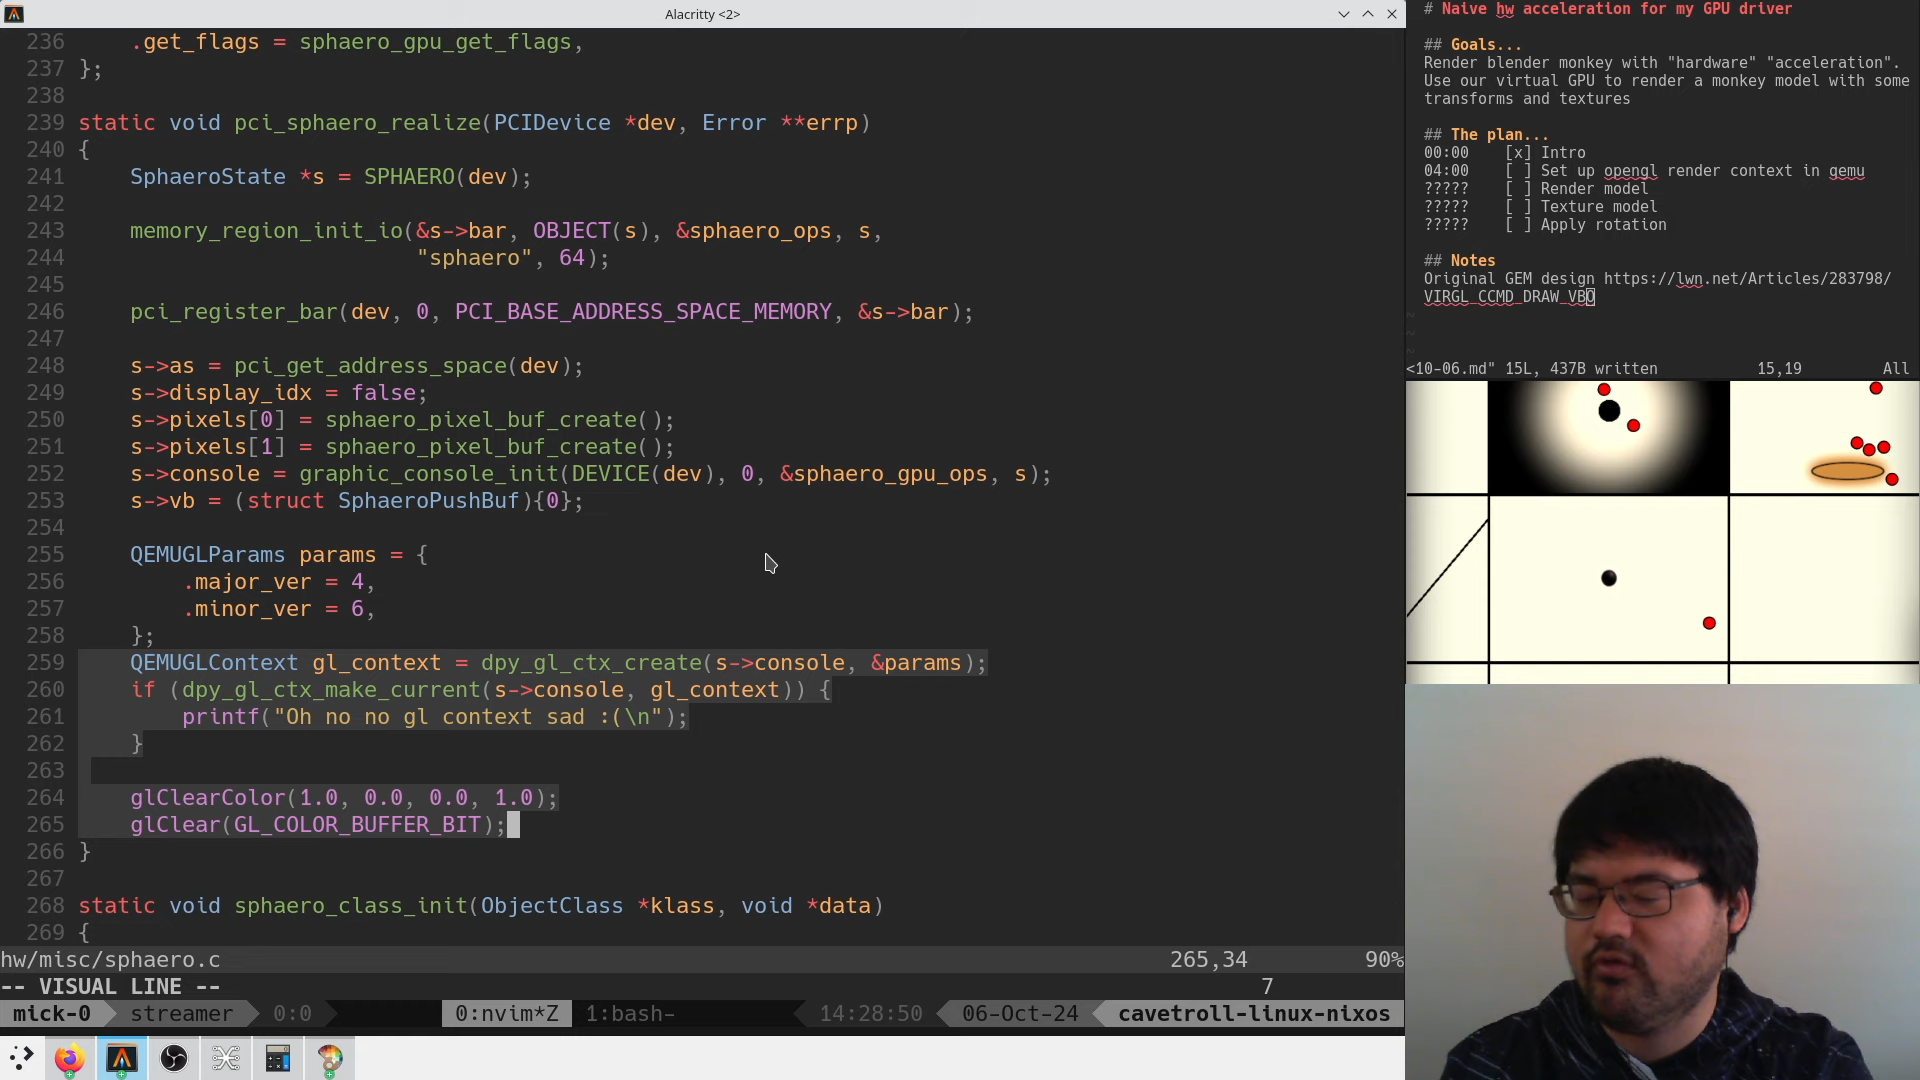 Alacritty <2>
236     .get_flags = sphaero_gpu_get_flags,
237 };
238
239 static void pci_sphaero_realize(PCIDevice *dev, Error **errp)
240 {
241     SphaeroState *s = SPHAERO(dev);
242
243     memory_region_init_io(&s->bar, OBJECT(s), &sphaero_ops, s,
244                           "sphaero", 64);
245
246     pci_register_bar(dev, 0, PCI_BASE_ADDRESS_SPACE_MEMORY, &s->bar);
247
248     s->as = pci_get_address_space(dev);
249     s->display_idx = false;
250     s->pixels[0] = sphaero_pixel_buf_create();
251     s->pixels[1] = sphaero_pixel_buf_create();
252     s->console = graphic_console_init(DEVICE(dev), 0, &sphaero_gpu_ops, s);
253     s->vb = (struct SphaeroPushBuf){0};
254
255     QEMUGLParams params = {
256         .major_ver = 4,
257         .minor_ver = 6,
258     };
259     QEMUGLContext gl_context = dpy_gl_ctx_create(s->console, &params);
260     if (dpy_gl_ctx_make_current(s->console, gl_context)) {
261         printf("Oh no no gl context sad :(\n");
262     }
263
264     glClearColor(1.0, 0.0, 0.0, 1.0);
265     glClear(GL_COLOR_BUFFER_BIT);
266 }
267
268 static void sphaero_class_init(ObjectClass *klass, void *data)
269 {
hw/misc/sphaero.c 265,34 90%
-- VISUAL LINE -- 7
mick-0 streamer 0:0 0:nvim*Z 1:bash- 14:28:50 06-Oct-24 cavetroll-linux-nixos
# Naive hw acceleration for my GPU driver
## Goals...
Render blender monkey with "hardware" "acceleration".
Use our virtual GPU to render a monkey model with some
transforms and textures
## The plan...
00:00    [x] Intro
04:00    [ ] Set up opengl render context in qemu
?????    [ ] Render model
?????    [ ] Texture model
?????    [ ] Apply rotation
## Notes
Original GEM design https://lwn.net/Articles/283798/
VIRGL_CCMD_DRAW_VBO
~
~
~
<10-06.md" 15L, 437B written 15,19 All